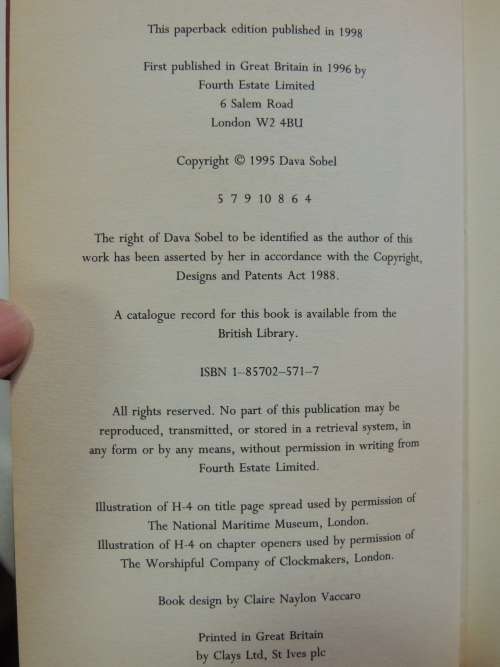 This paperback edition published in 1998
First published in Great Britain in 1996 by
Fourth Estate Limited
6 Salem Road
London W2 4BU
Copyright © 1995 Dava Sobel
5 7 9 10 8 6 4
The right of Dava Sobel to be identified as the author of this
work has been asserted by her in accordance with the Copyright,
Designs and Patents Act 1988.
A catalogue record for this book is available from the
British Library.
ISBN 1–85702–571–7
All rights reserved. No part of this publication may be
reproduced, transmitted, or stored in a retrieval system, in
any form or by any means, without permission in writing from
Fourth Estate Limited.
Illustration of H-4 on title page spread used by permission of
The National Maritime Museum, London.
Illustration of H-4 on chapter openers used by permission of
The Worshipful Company of Clockmakers, London.
Book design by Claire Naylon Vaccaro
Printed in Great Britain
by Clays Ltd, St Ives plc